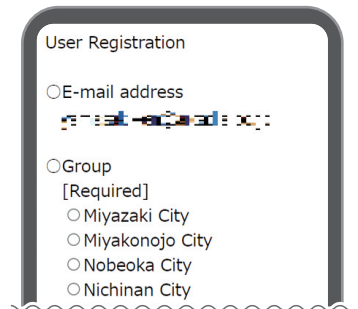 User Registration
○E-mail address
○Group
[Required]
○ Miyazaki City
○ Miyakonojo City
○ Nobeoka City
○ Nichinan City